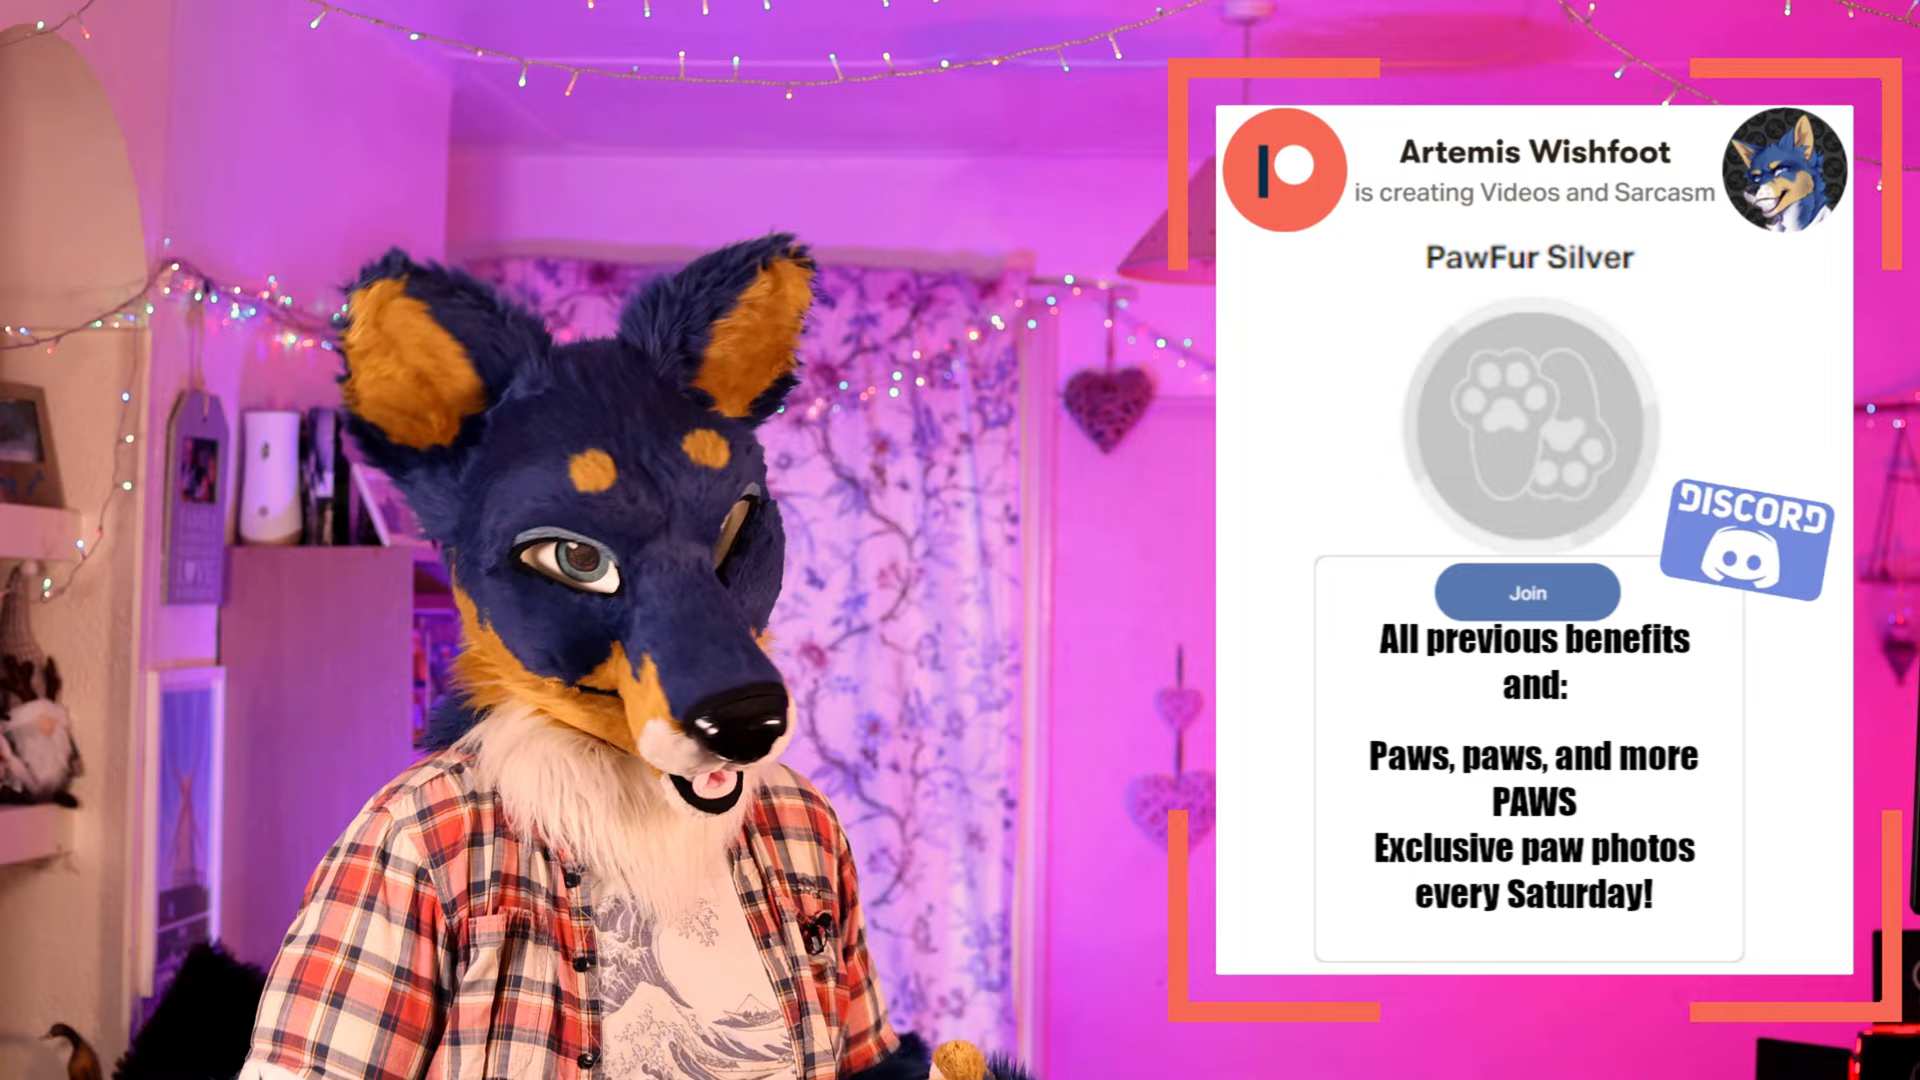 Artemis Wishfoot
is creating Videos and Sarcasm
PawFur Silver
DISCORD
Join
All previous benefits
and:
Paws, paws, and more
PAWS
Exclusive paw photos
every Saturday!
LOVE